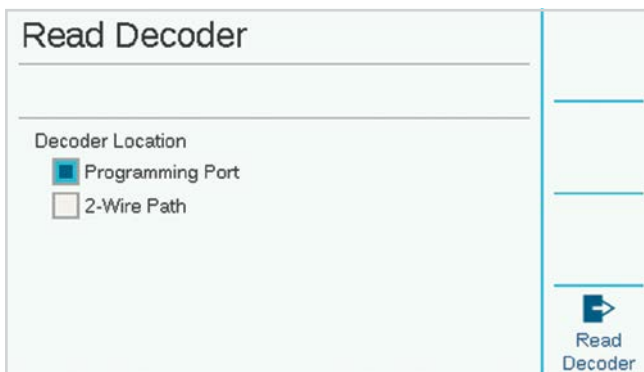 Read Decoder
Decoder Location
Programming Port
2-Wire Path
Read
Decoder